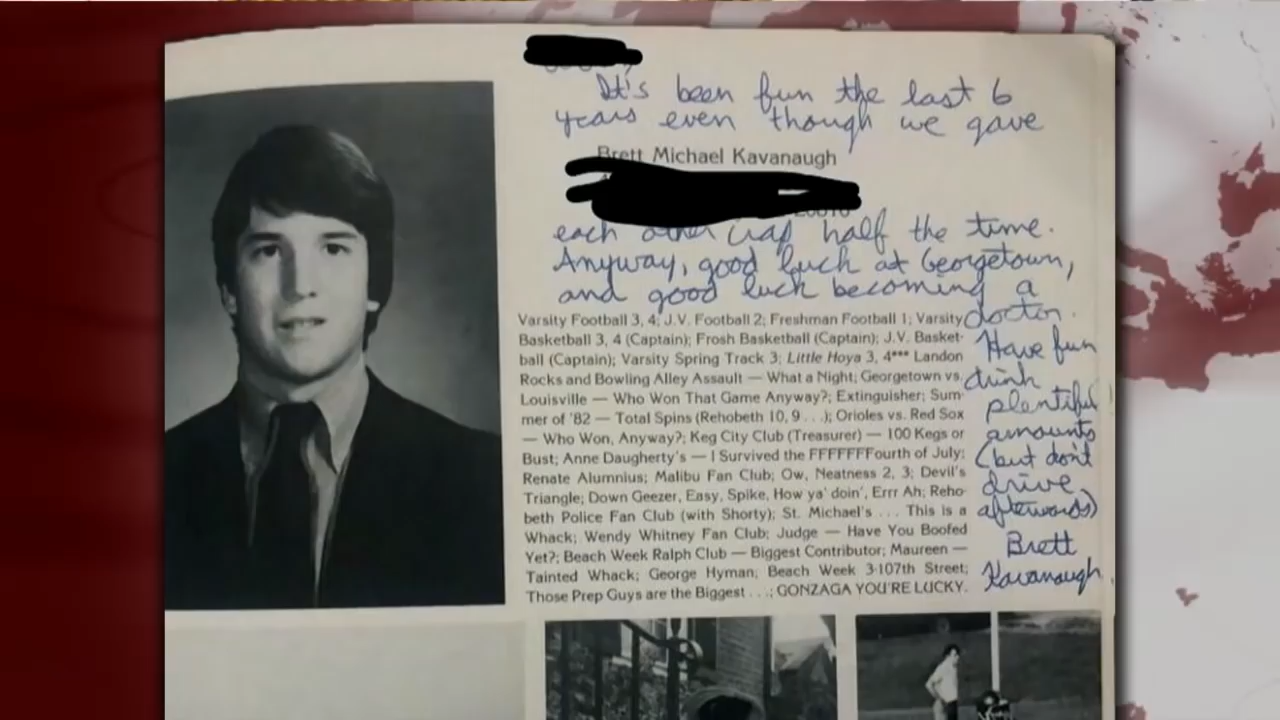 It's been fun the last 6
years even though we gave
Brett Michael Kavanaugh
each other crap half the time.
Anyway, good luck at Georgetown,
and good luck becoming a
doctor.
Have fun
drink
plentiful
amounts
(but don't
drive
afterwards)
Brett
Kavanaugh
Varsity Football 3, 4; J.V. Football 2; Freshman Football 1; Varsity
Basketball 3, 4 (Captain); Frosh Basketball (Captain); J.V. Basket-
ball (Captain); Varsity Spring Track 3; Little Hoya 3, 4*** Landon
Rocks and Bowling Alley Assault — What a Night; Georgetown vs.
Louisville — Who Won That Game Anyway?; Extinguisher; Sum-
mer of '82 — Total Spins (Rehobeth 10, 9 . . .); Orioles vs. Red Sox
— Who Won, Anyway?; Keg City Club (Treasurer) — 100 Kegs or
Bust; Anne Daugherty's — I Survived the FFFFFFFourth of July;
Renate Alumnius; Malibu Fan Club; Ow, Neatness 2, 3; Devil's
Triangle; Down Geezer, Easy, Spike, How ya' doin', Errr Ah; Reho-
beth Police Fan Club (with Shorty); St. Michael's . . . This is a
Whack; Wendy Whitney Fan Club; Judge — Have You Boofed
Yet?; Beach Week Ralph Club — Biggest Contributor; Maureen —
Tainted Whack; George Hyman; Beach Week 3-107th Street;
Those Prep Guys are the Biggest . . .; GONZAGA YOU'RE LUCKY.